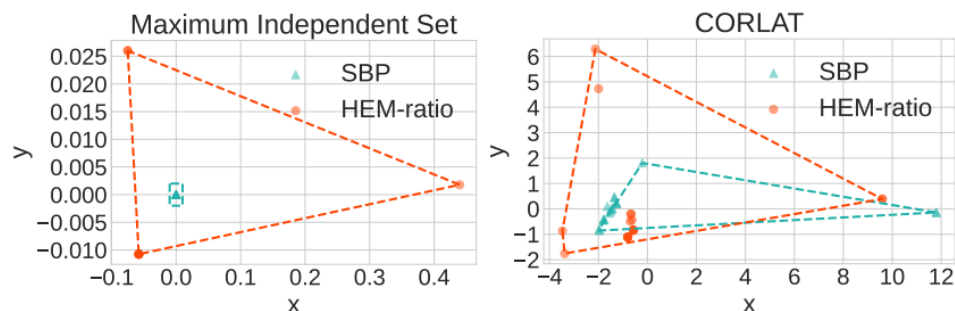 Maximum Independent Set
0.025
0.020
0.015
0.010
0.005
0.000
−0.005
−0.010
y
SBP
HEM-ratio
−0.1 0.0 0.1 0.2 0.3 0.4
x
CORLAT
6
5
4
3
2
1
0
−1
−2
y
SBP
HEM-ratio
−4 −2 0 2 4 6 8 10 12
x